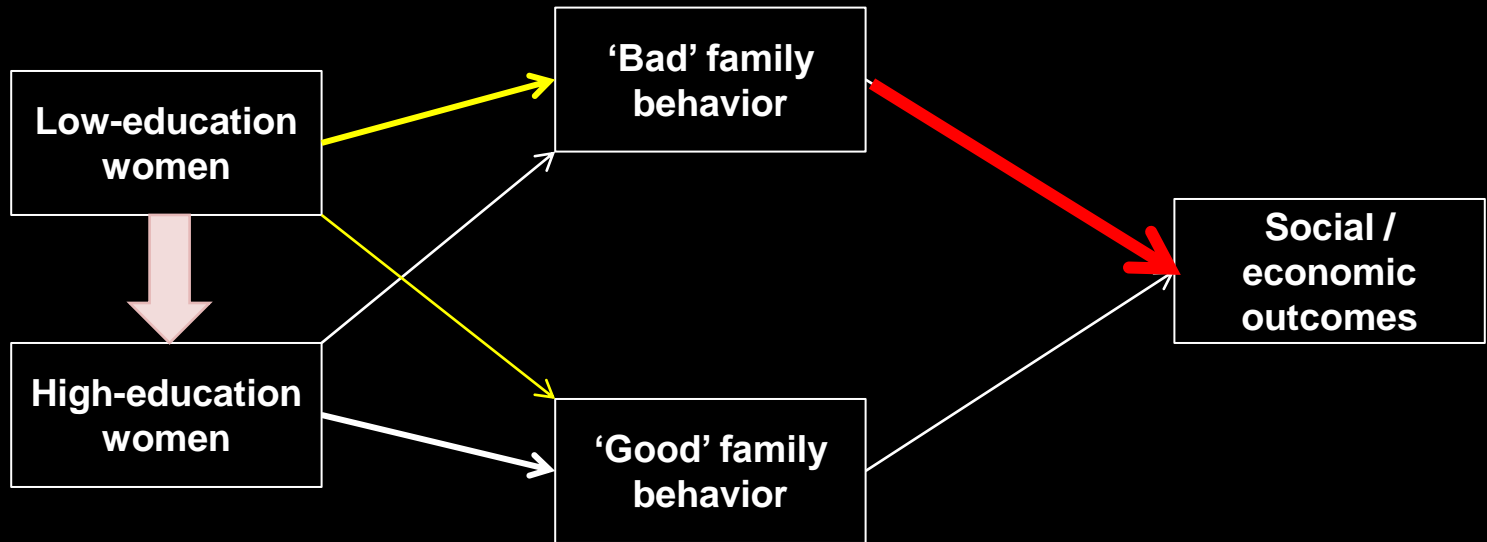 Low-education
women
High-education
women
‘Bad’ family
behavior
‘Good’ family
behavior
Social /
economic
outcomes